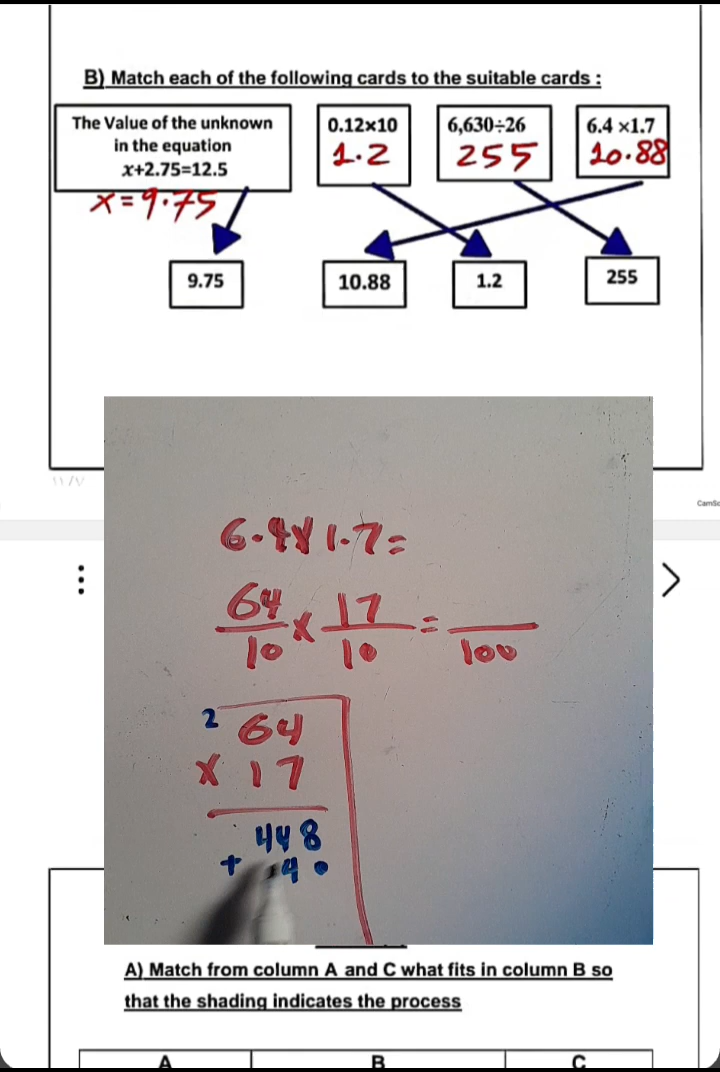 B) Match each of the following cards to the suitable cards :
The Value of the unknown
in the equation
x+2.75=12.5
x=9.75
0.12×10
1.2
6,630÷26
255
6.4 ×1.7
10.88
9.75
10.88
1.2
255
CamSc
6.4×1.7=
64/10 × 17/10 = /100
2
64
× 17
448
+ 40
A) Match from column A and C what fits in column B so
that the shading indicates the process
A B C